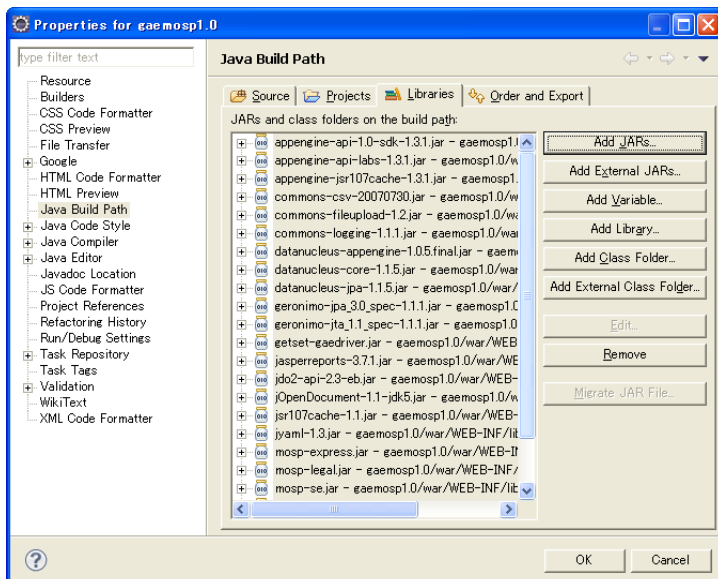 Properties for gaemosp1.0
type filter text
Resource
Builders
CSS Code Formatter
CSS Preview
File Transfer
Google
HTML Code Formatter
HTML Preview
Java Build Path
Java Code Style
Java Compiler
Java Editor
Javadoc Location
JS Code Formatter
Project References
Refactoring History
Run/Debug Settings
Task Repository
Task Tags
Validation
WikiText
XML Code Formatter
Java Build Path
Source
Projects
Libraries
Order and Export
JARs and class folders on the build path:
appengine-api-1.0-sdk-1.3.1.jar - gaemosp1.
appengine-api-labs-1.3.1.jar - gaemosp1.0/w
appengine-jsr107cache-1.3.1.jar - gaemosp1.
commons-csv-20070730.jar - gaemosp1.0/w
commons-fileupload-1.2.jar - gaemosp1.0/wa
commons-logging-1.1.1.jar - gaemosp1.0/wa
datanucleus-appengine-1.0.5.final.jar - gaem
datanucleus-core-1.1.5.jar - gaemosp1.0/war
datanucleus-jpa-1.1.5.jar - gaemosp1.0/war
geronimo-jpa_3.0_spec-1.1.1.jar - gaemosp1.0
geronimo-jta_1.1_spec-1.1.1.jar - gaemosp1.0
getset-gaedriver.jar - gaemosp1.0/war/WEB
jasperreports-3.7.1.jar - gaemosp1.0/war/WE
jdo2-api-2.3-eb.jar - gaemosp1.0/war/WEB-
jOpenDocument-1.1-jdk5.jar - gaemosp1.0/w
jsr107cache-1.1.jar - gaemosp1.0/war/WEB-
jyaml-1.3.jar - gaemosp1.0/war/WEB-INF/lib
mosp-express.jar - gaemosp1.0/war/WEB-I
mosp-legal.jar - gaemosp1.0/war/WEB-INF/
mosp-se.jar - gaemosp1.0/war/WEB-INF/lib
Add JARs...
Add External JARs...
Add Variable...
Add Library...
Add Class Folder...
Add External Class Folder...
Edit...
Remove
Migrate JAR File...
OK
Cancel